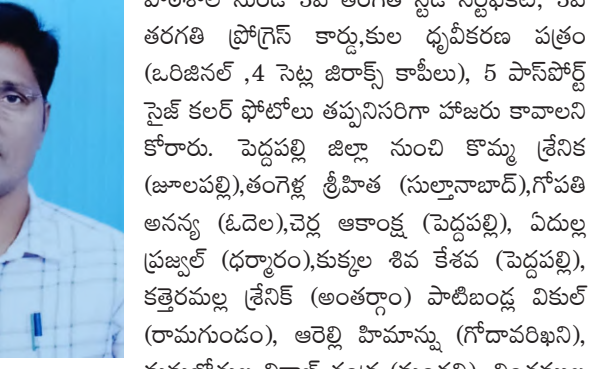 తరగతి ప్రోగ్రెస్ కార్డు,కుల ధృవీకరణ పత్రం
(ఒరిజినల్ ,4 సెట్ల జిరాక్స్ కాపీలు), 5 పాస్‌పోర్ట్
సైజ్ కలర్ ఫోటోలు తప్పనిసరిగా హాజరు కావాలని
కోరారు. పెద్దపల్లి జిల్లా నుంచి కొమ్మ శ్రేనిక
(జూలపల్లి),తంగెళ్ల శ్రీహిత (సుల్తానాబాద్),గోపతి
అనన్య (ఓదెల),చెర్ల ఆకాంక్ష (పెద్దపల్లి), ఏదుల్ల
ప్రజ్వల్ (ధర్మారం),కుక్కల శివ కేశవ (పెద్దపల్లి),
కత్తెరమల్ల శ్రేనిక్ (అంతర్గాం) పాటిబండ్ల వికుల్
(రామగుండం), ఆరెల్లి హిమాన్షు (గోదావరిఖని),